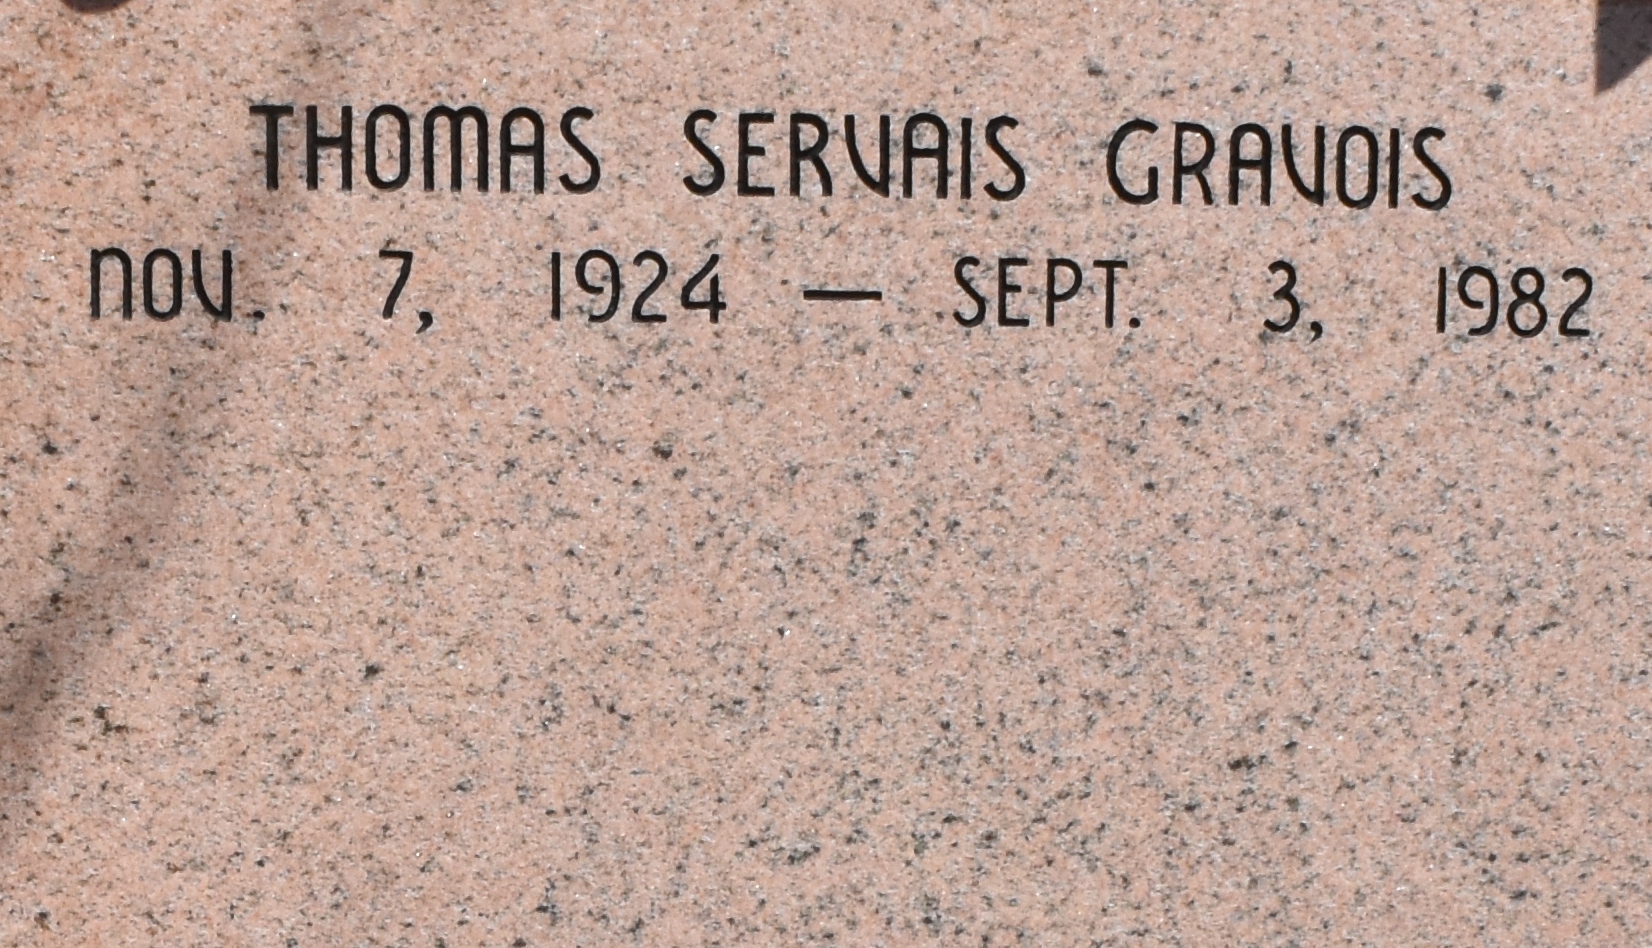 THOMAS SERVAIS GRAVOIS
NOV. 7, 1924 — SEPT. 3, 1982